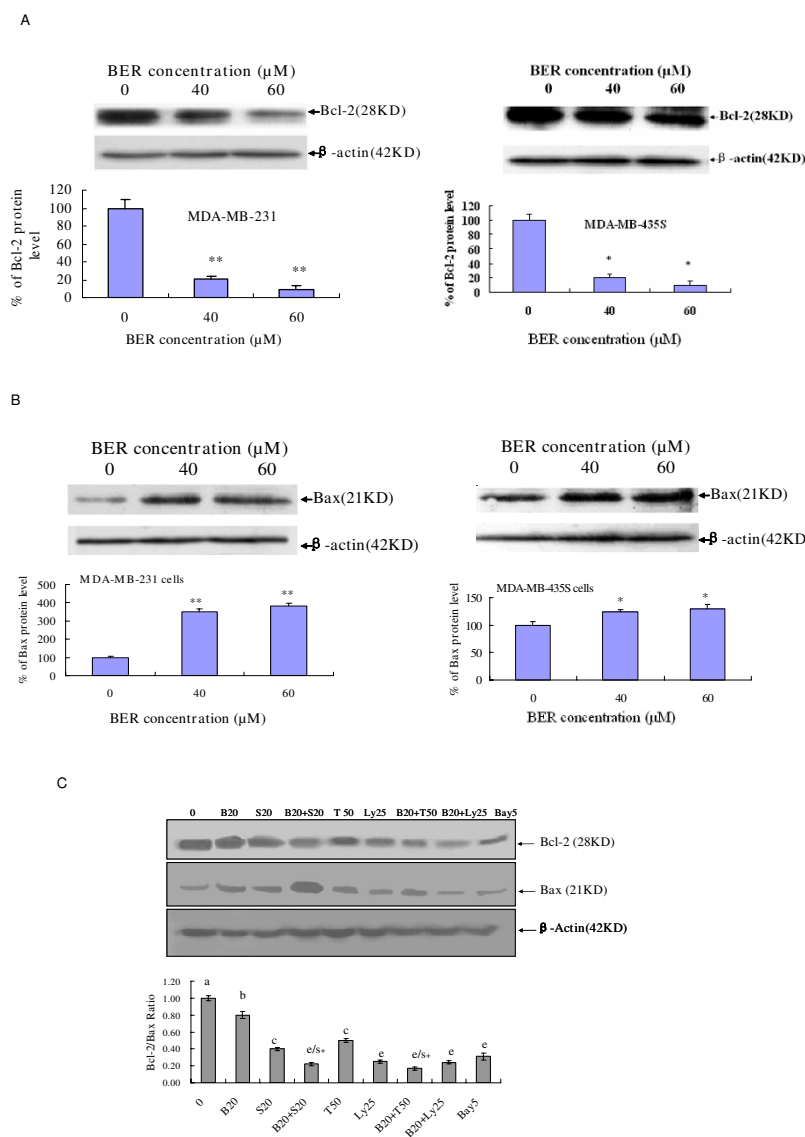 A
BER concentration (µM)
0 40 60
Bcl-2(28KD)
β -actin(42KD)
120
100
80
60
40
20
0
% of Bcl-2 protein level
MDA-MB-231
** **
0 40 60
BER concentration (µM)
BER concentration (µM)
0 40 60
Bcl-2(28KD)
β -actin(42KD)
120
100
80
60
40
20
0
% of Bcl-2 protein level
MDA-MB-435S
* *
0 40 60
BER concentration (µM)
B
BER concentration (µM)
0 40 60
Bax(21KD)
β -actin(42KD)
500
400
300
200
100
0
% of Bax protein level
MDA-MB-231 cells
** **
0 40 60
BER concentration (µM)
BER concentration (µM)
0 40 60
Bax(21KD)
β -actin(42KD)
150
100
50
0
% of Bax protein level
MDA-MB-435S cells
* *
0 40 60
BER concentration (µM)
C
0 B20 S20 B20+S20 T 50 Ly25 B20+T50 B20+Ly25 Bay5
Bcl-2 (28KD)
Bax (21KD)
β -Actin(42KD)
1.20
1.00
0.80
0.60
0.40
0.20
0.00
Bcl-2/Bax Ratio
a b c e/s+ c e e/s+ e e
0 B20 S20 B20+S20 T50 Ly25 B20+T50 B20+Ly25 Bay5